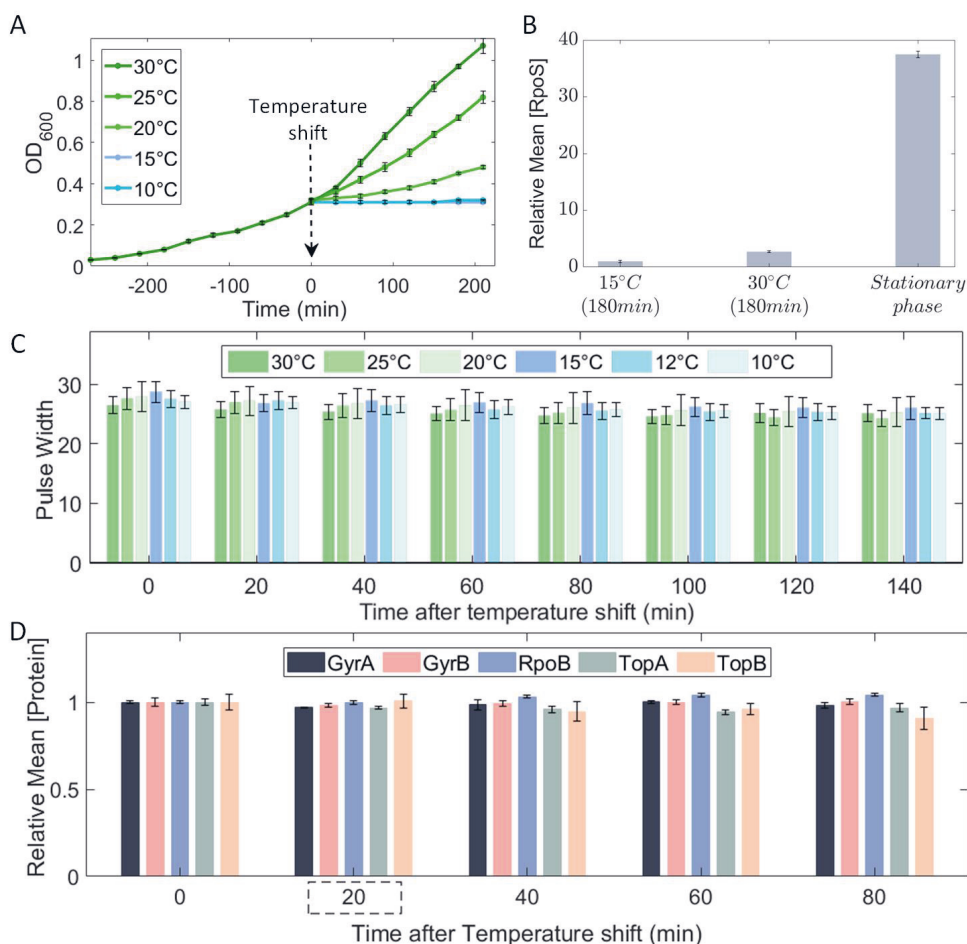 A
30°C
25°C
20°C
15°C
10°C
Temperature
shift
OD600
1
0.8
0.6
0.4
0.2
0
-200
-100
0
100
200
Time (min)
B
Relative Mean [RpoS]
40
30
20
10
0
15°C
(180min)
30°C
(180min)
Stationary
phase
C
30°C 25°C 20°C 15°C 12°C 10°C
Pulse Width
30
20
10
0
0 20 40 60 80 100 120 140
Time after temperature shift (min)
D
GyrA GyrB RpoB TopA TopB
Relative Mean [Protein]
1
0.5
0
0 20 40 60 80
Time after Temperature shift (min)